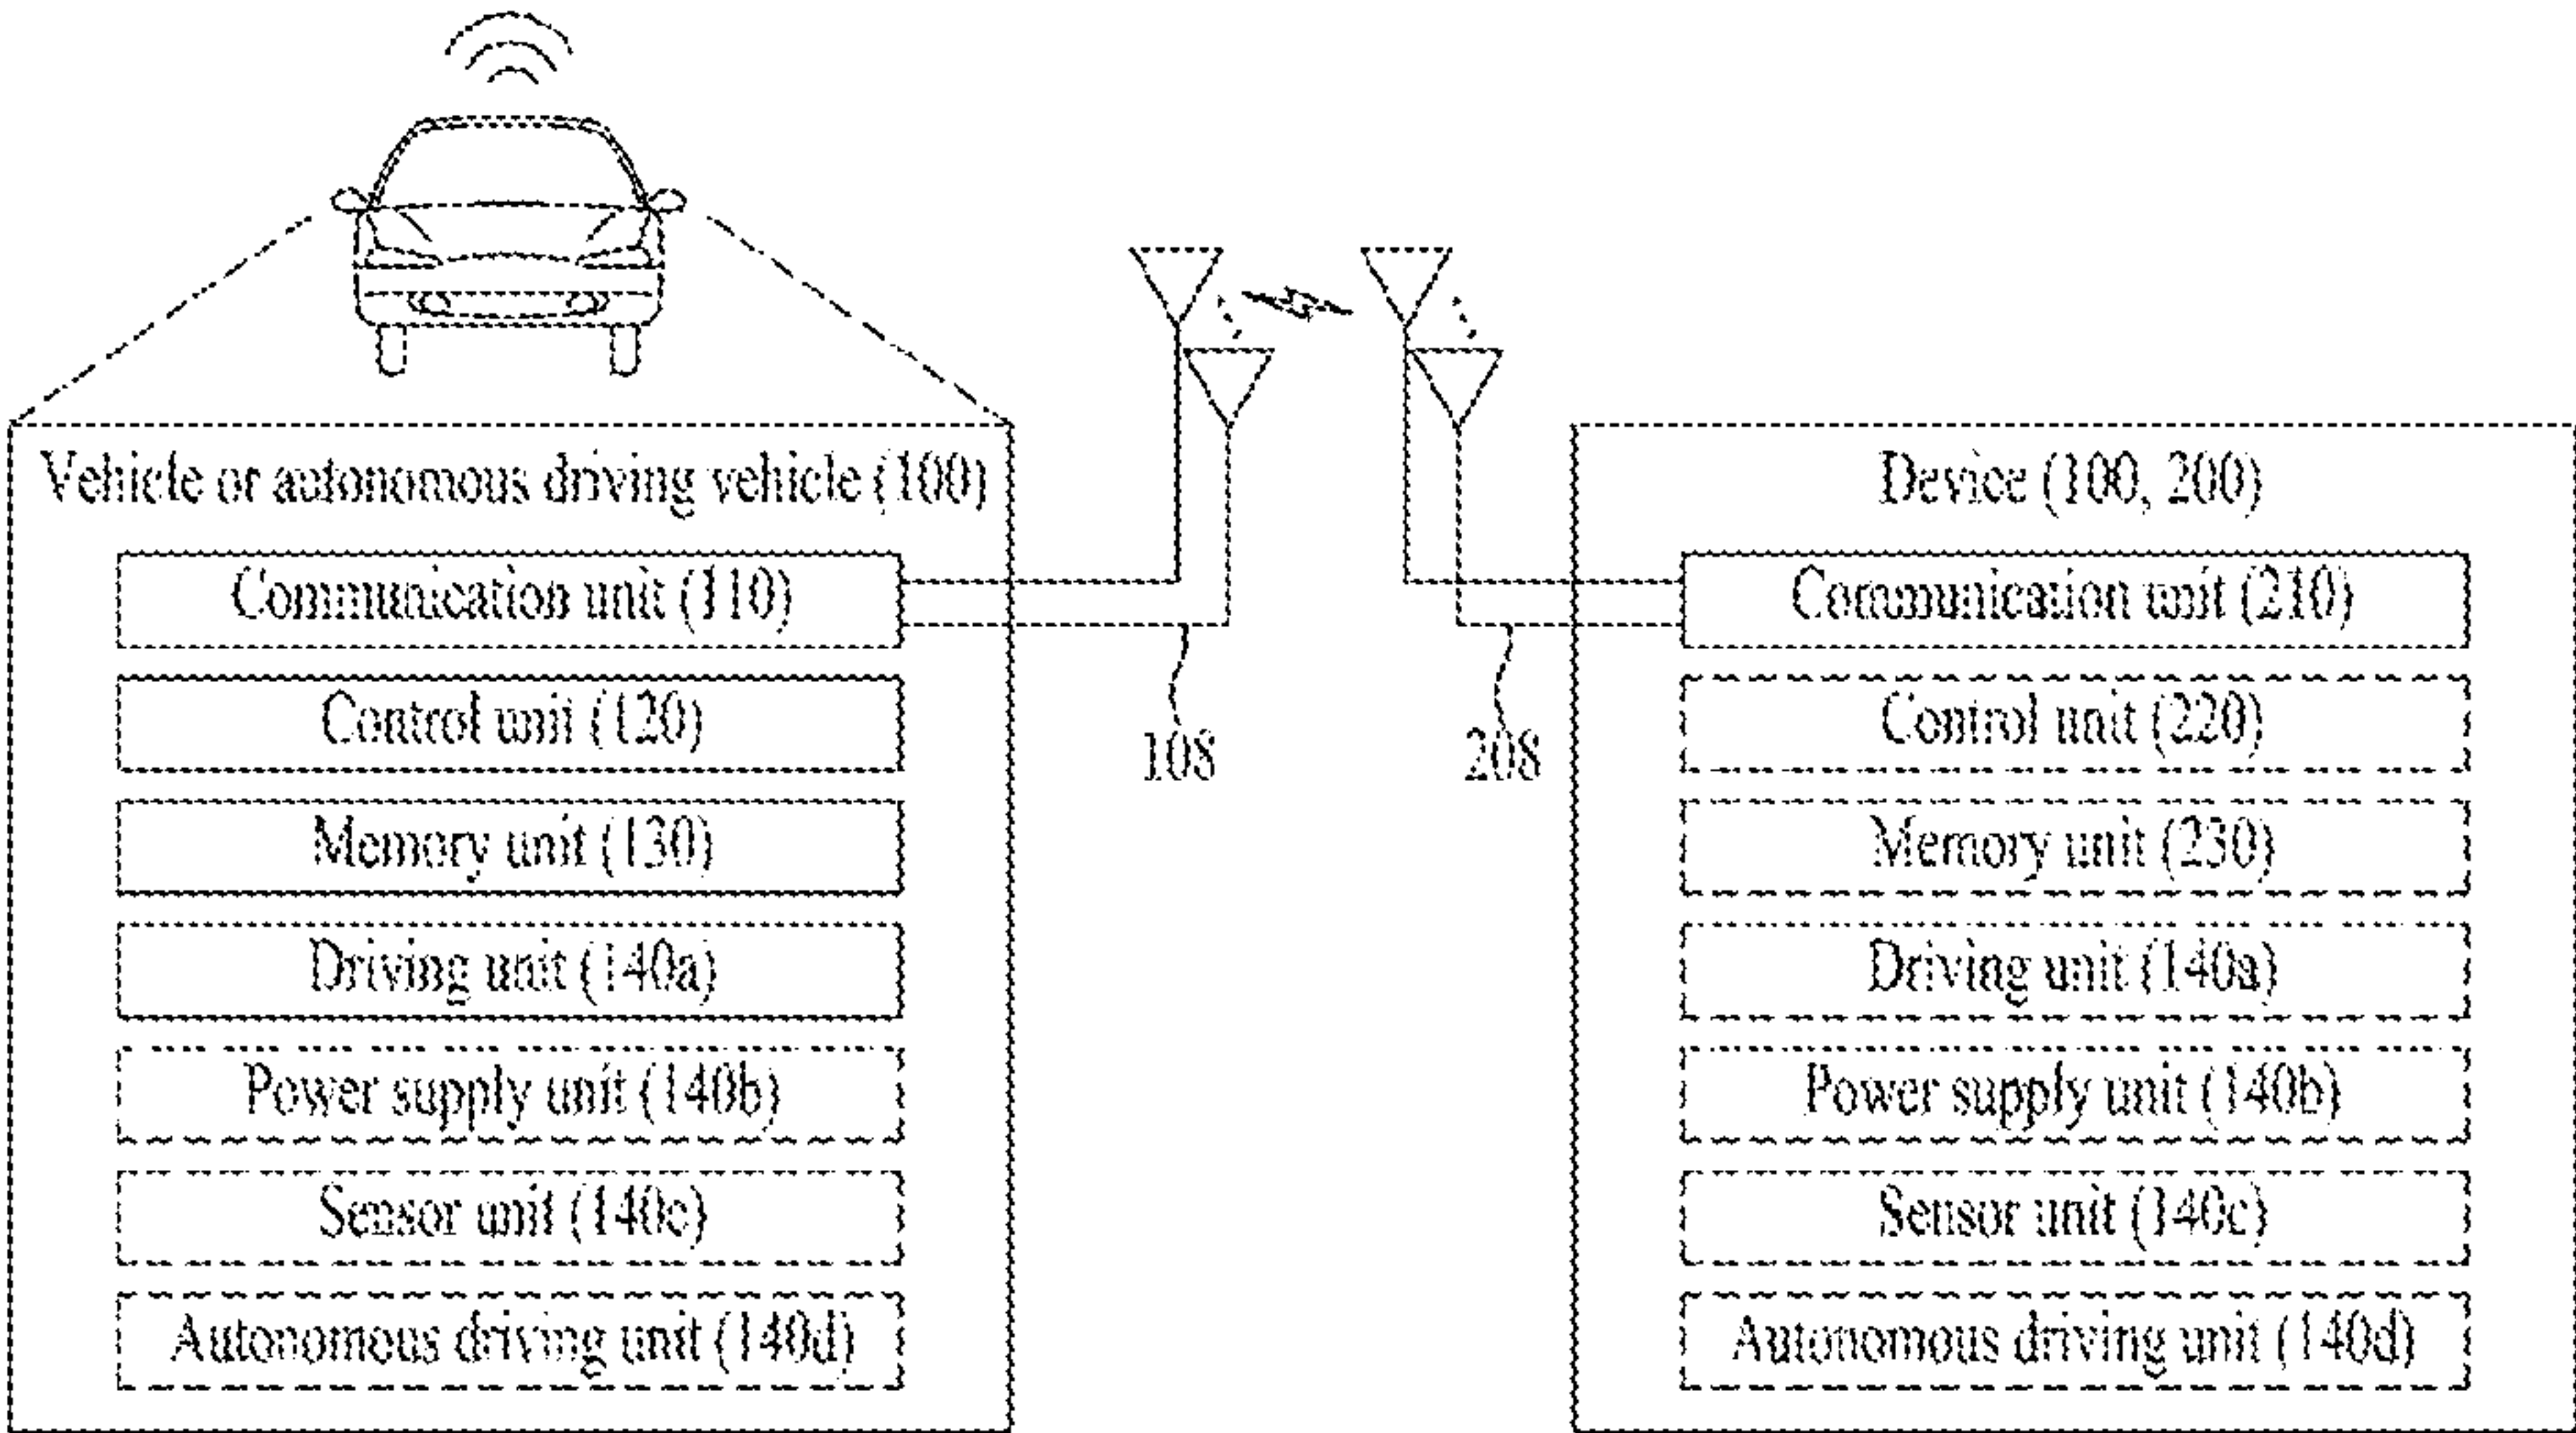 Vehicle or autonomous driving vehicle (100)
Communication unit (110)
Control unit (120)
Memory unit (130)
Driving unit (140a)
Power supply unit (140b)
Sensor unit (140c)
Autonomous driving unit (140d)
108
208
Device (100, 200)
Communication unit (210)
Control unit (220)
Memory unit (230)
Driving unit (140a)
Power supply unit (140b)
Sensor unit (140c)
Autonomous driving unit (140d)